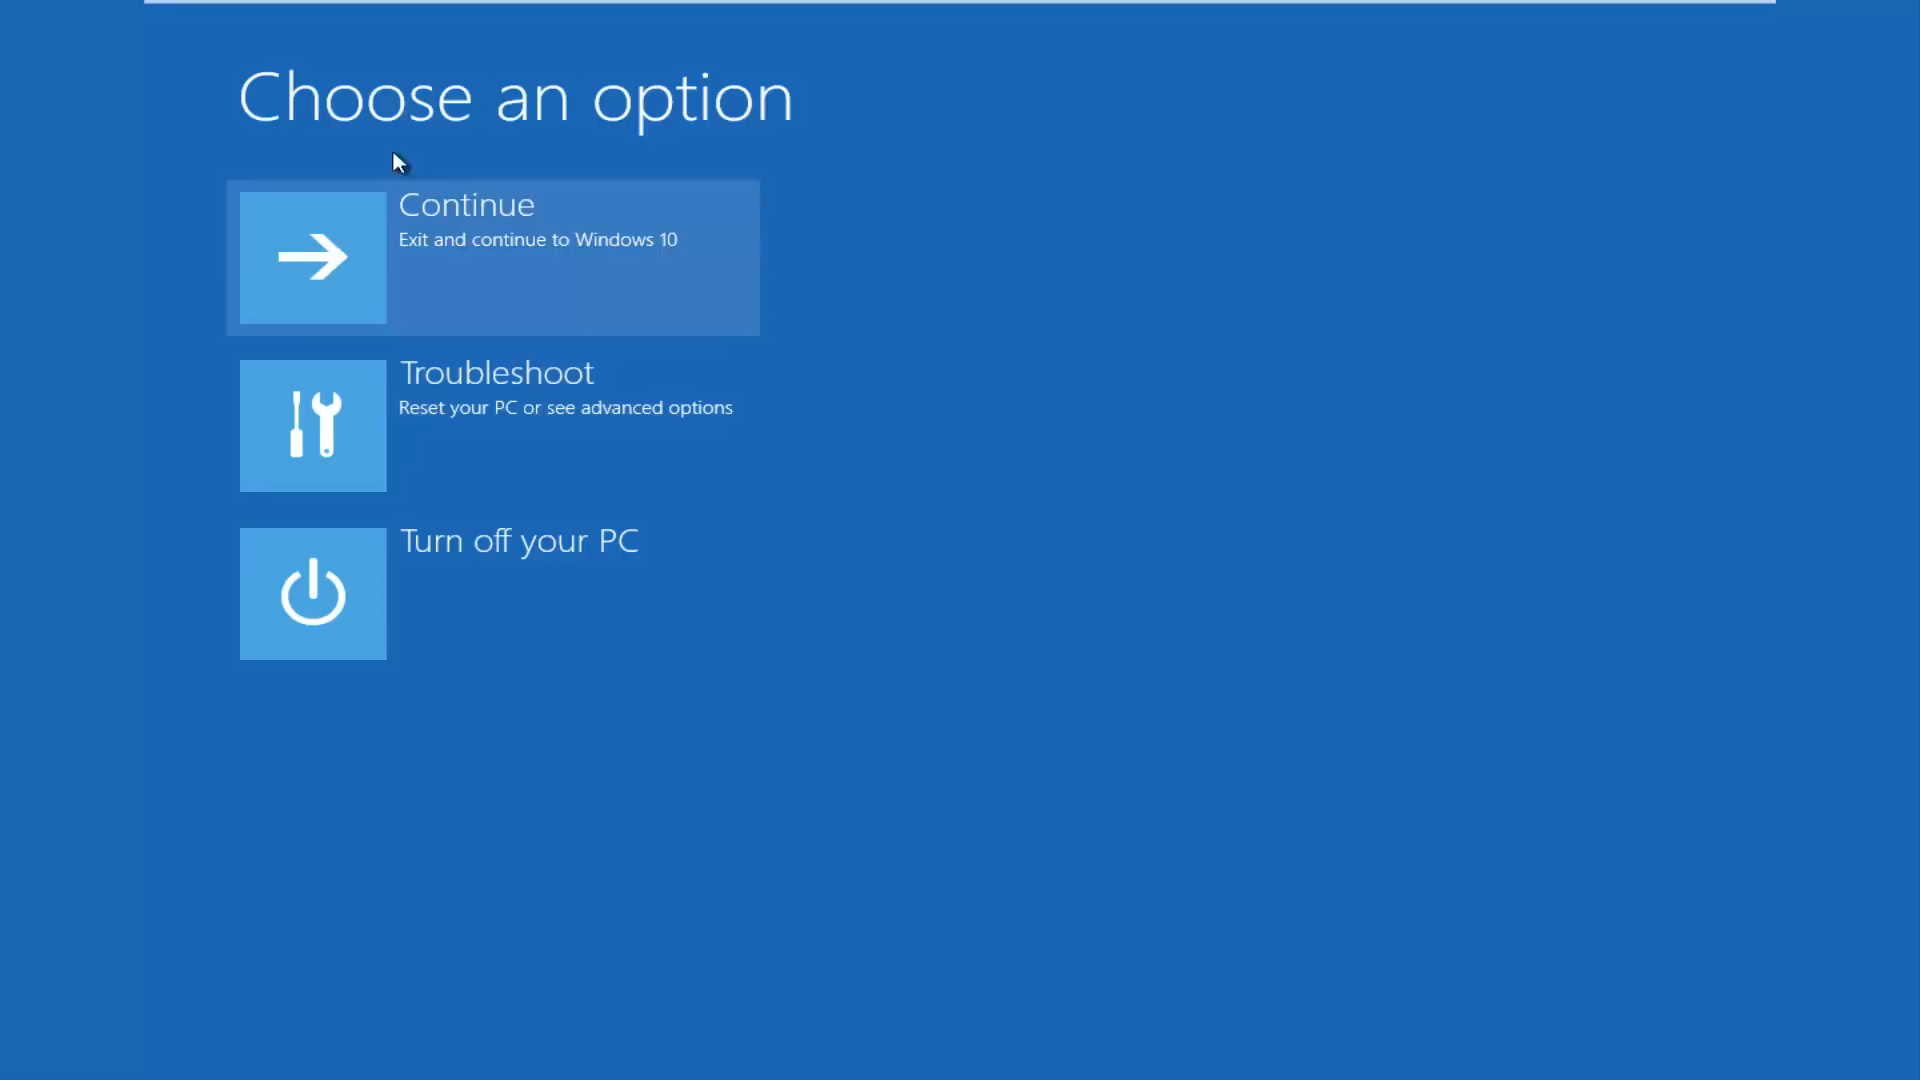 Choose an option
Continue
Exit and continue to Windows 10
Troubleshoot
Reset your PC or see advanced options
Turn off your PC